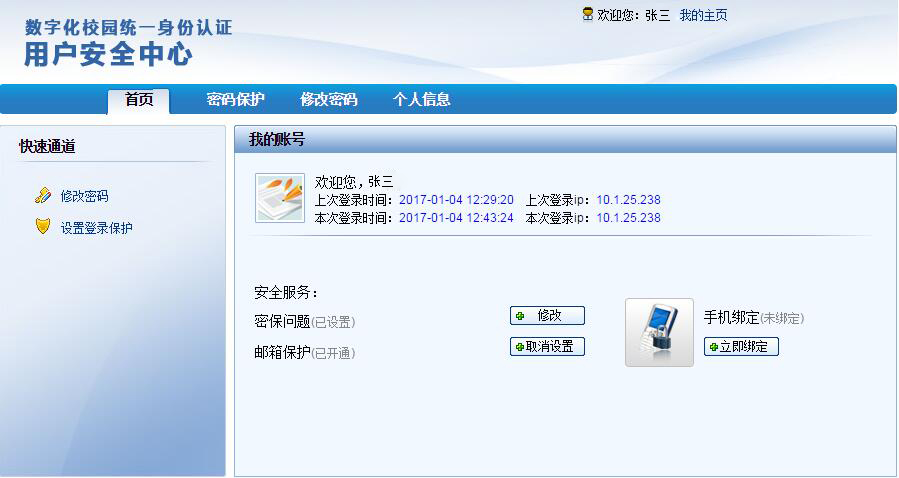 数字化校园统一身份认证
用户安全中心
欢迎您：张三 我的主页
首页 密码保护 修改密码 个人信息
快速通道
修改密码
设置登录保护
我的账号
欢迎您，张三
上次登录时间：2017-01-04 12:29:20 上次登录ip：10.1.25.238
本次登录时间：2017-01-04 12:43:24 本次登录ip：10.1.25.238
安全服务：
密保问题(已设置) 修改
邮箱保护(已开通) 取消设置
手机绑定(未绑定)
立即绑定